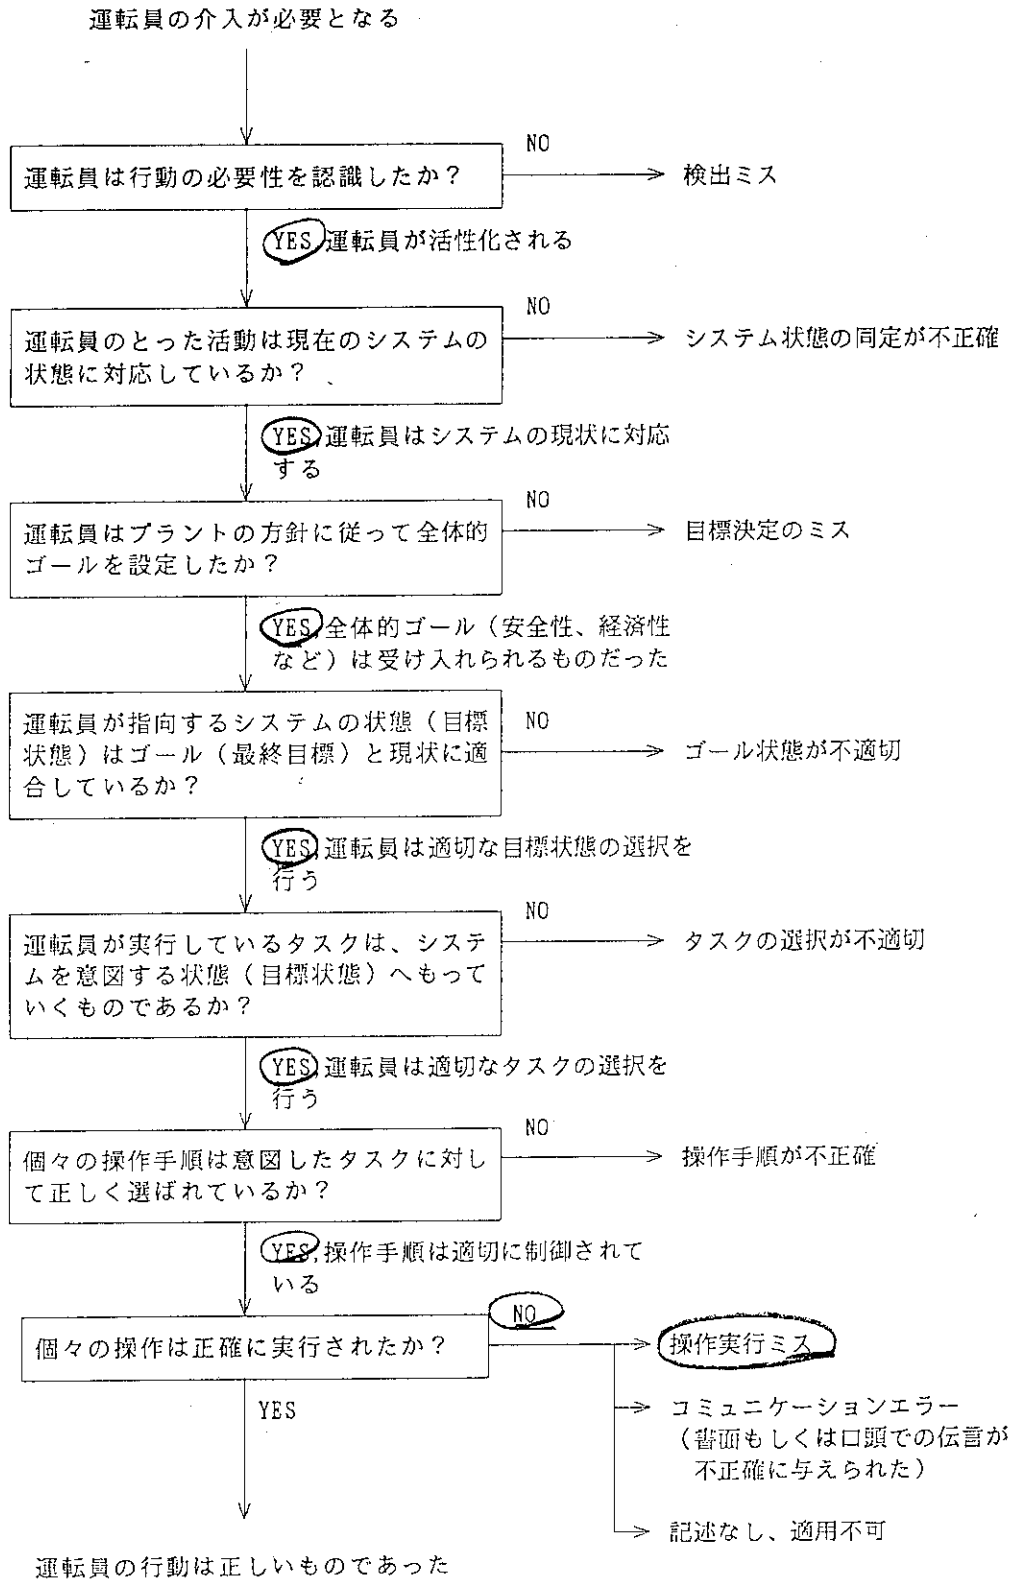 運転員の介入が必要となる
NO
運転員は行動の必要性を認識したか？
検出ミス
YES,運転員が活性化される
NO
運転員のとった活動は現在のシステムの
状態に対応しているか？
システム状態の同定が不正確
YES,運転員はシステムの現状に対応
する
NO
運転員はプラントの方針に従って全体的
ゴールを設定したか？
目標決定のミス
YES,全体的ゴール（安全性、経済性
など）は受け入れられるものだった
NO
運転員が指向するシステムの状態（目標
状態）はゴール（最終目標）と現状に適
合しているか？
ゴール状態が不適切
YES,運転員は適切な目標状態の選択を
行う
NO
運転員が実行しているタスクは、システ
ムを意図する状態（目標状態）へもって
いくものであるか？
タスクの選択が不適切
YES,運転員は適切なタスクの選択を
行う
NO
個々の操作手順は意図したタスクに対し
て正しく選ばれているか？
操作手順が不正確
YES,操作手順は適切に制御されて
いる
NO
個々の操作は正確に実行されたか？
操作実行ミス
YES
コミュニケーションエラー
（書面もしくは口頭での伝言が
不正確に与えられた）
記述なし、適用不可
運転員の行動は正しいものであった